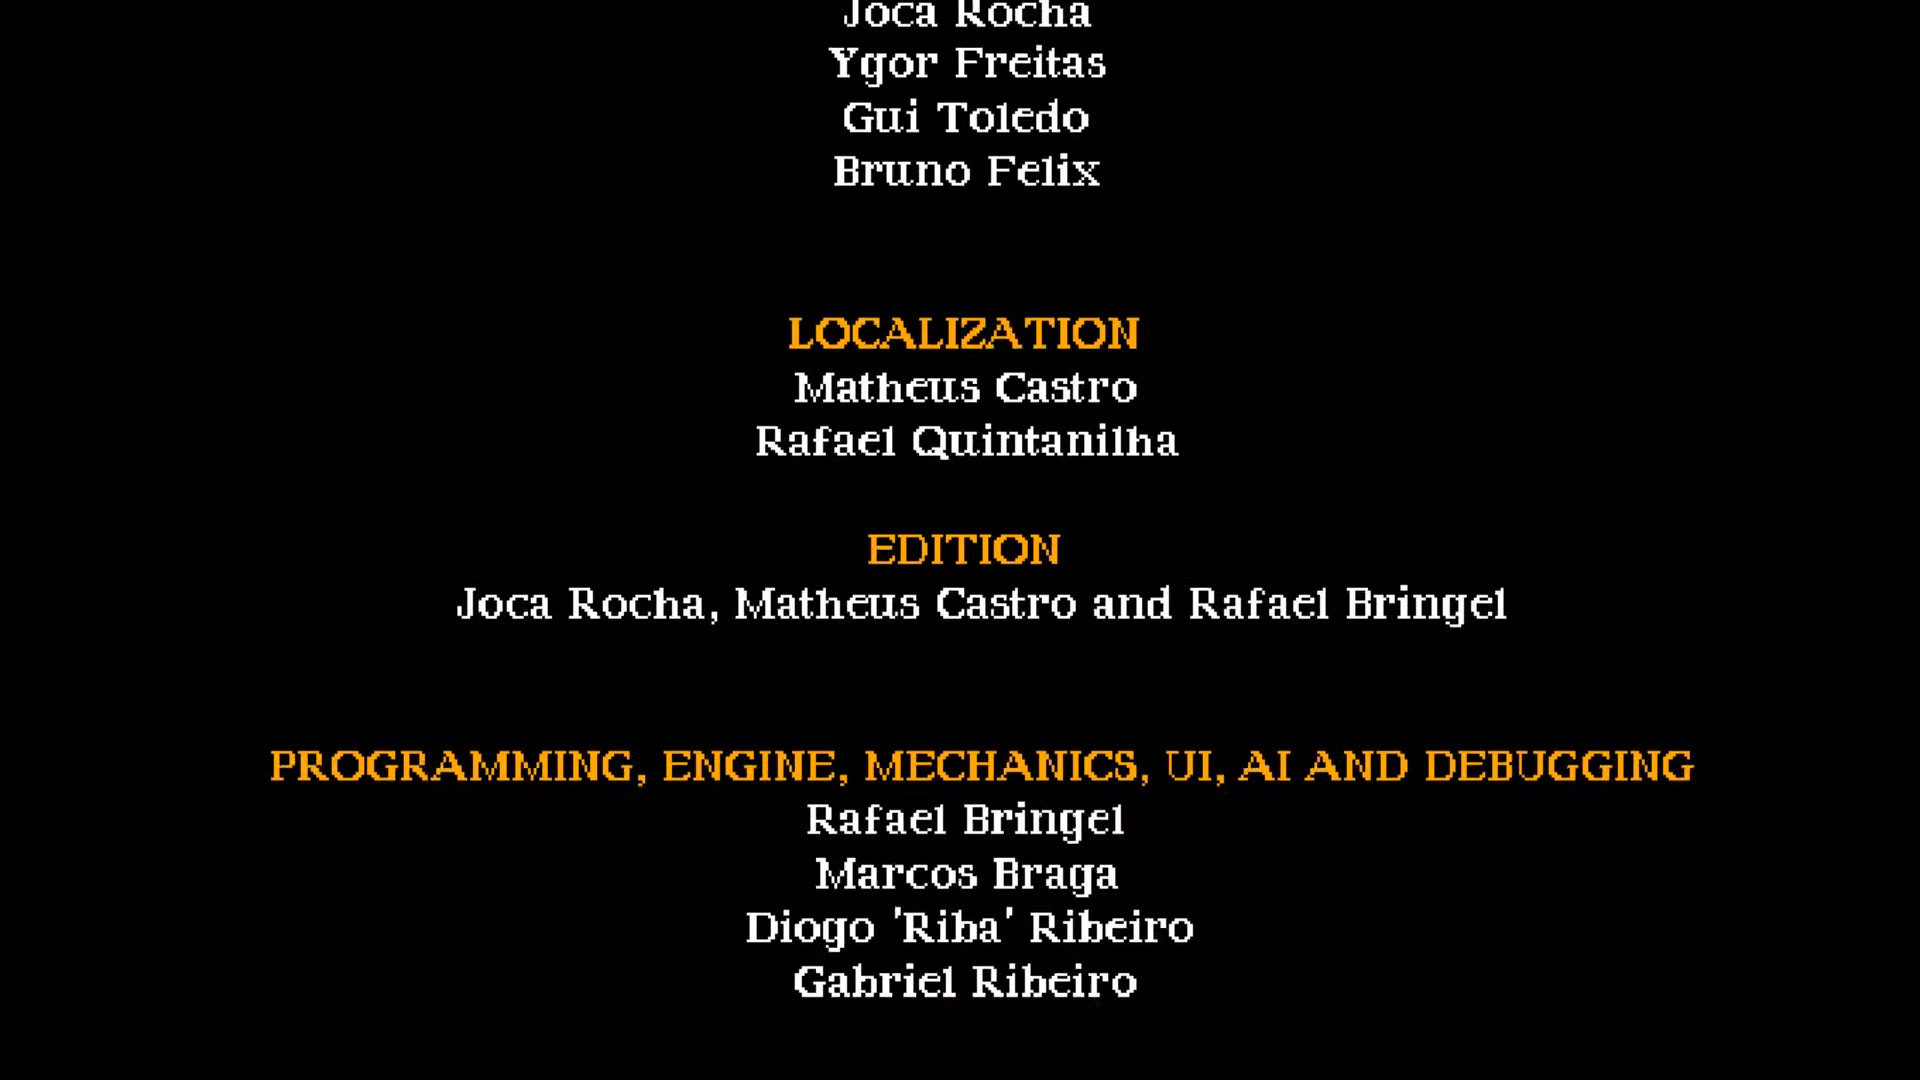 Joca Rocha
Ygor Freitas
Gui Toledo
Bruno Felix
LOCALIZATION
Matheus Castro
Rafael Quintanilha
EDITION
Joca Rocha, Matheus Castro and Rafael Bringel
PROGRAMMING, ENGINE, MECHANICS, UI, AI AND DEBUGGING
Rafael Bringel
Marcos Braga
Diogo 'Riba' Ribeiro
Gabriel Ribeiro